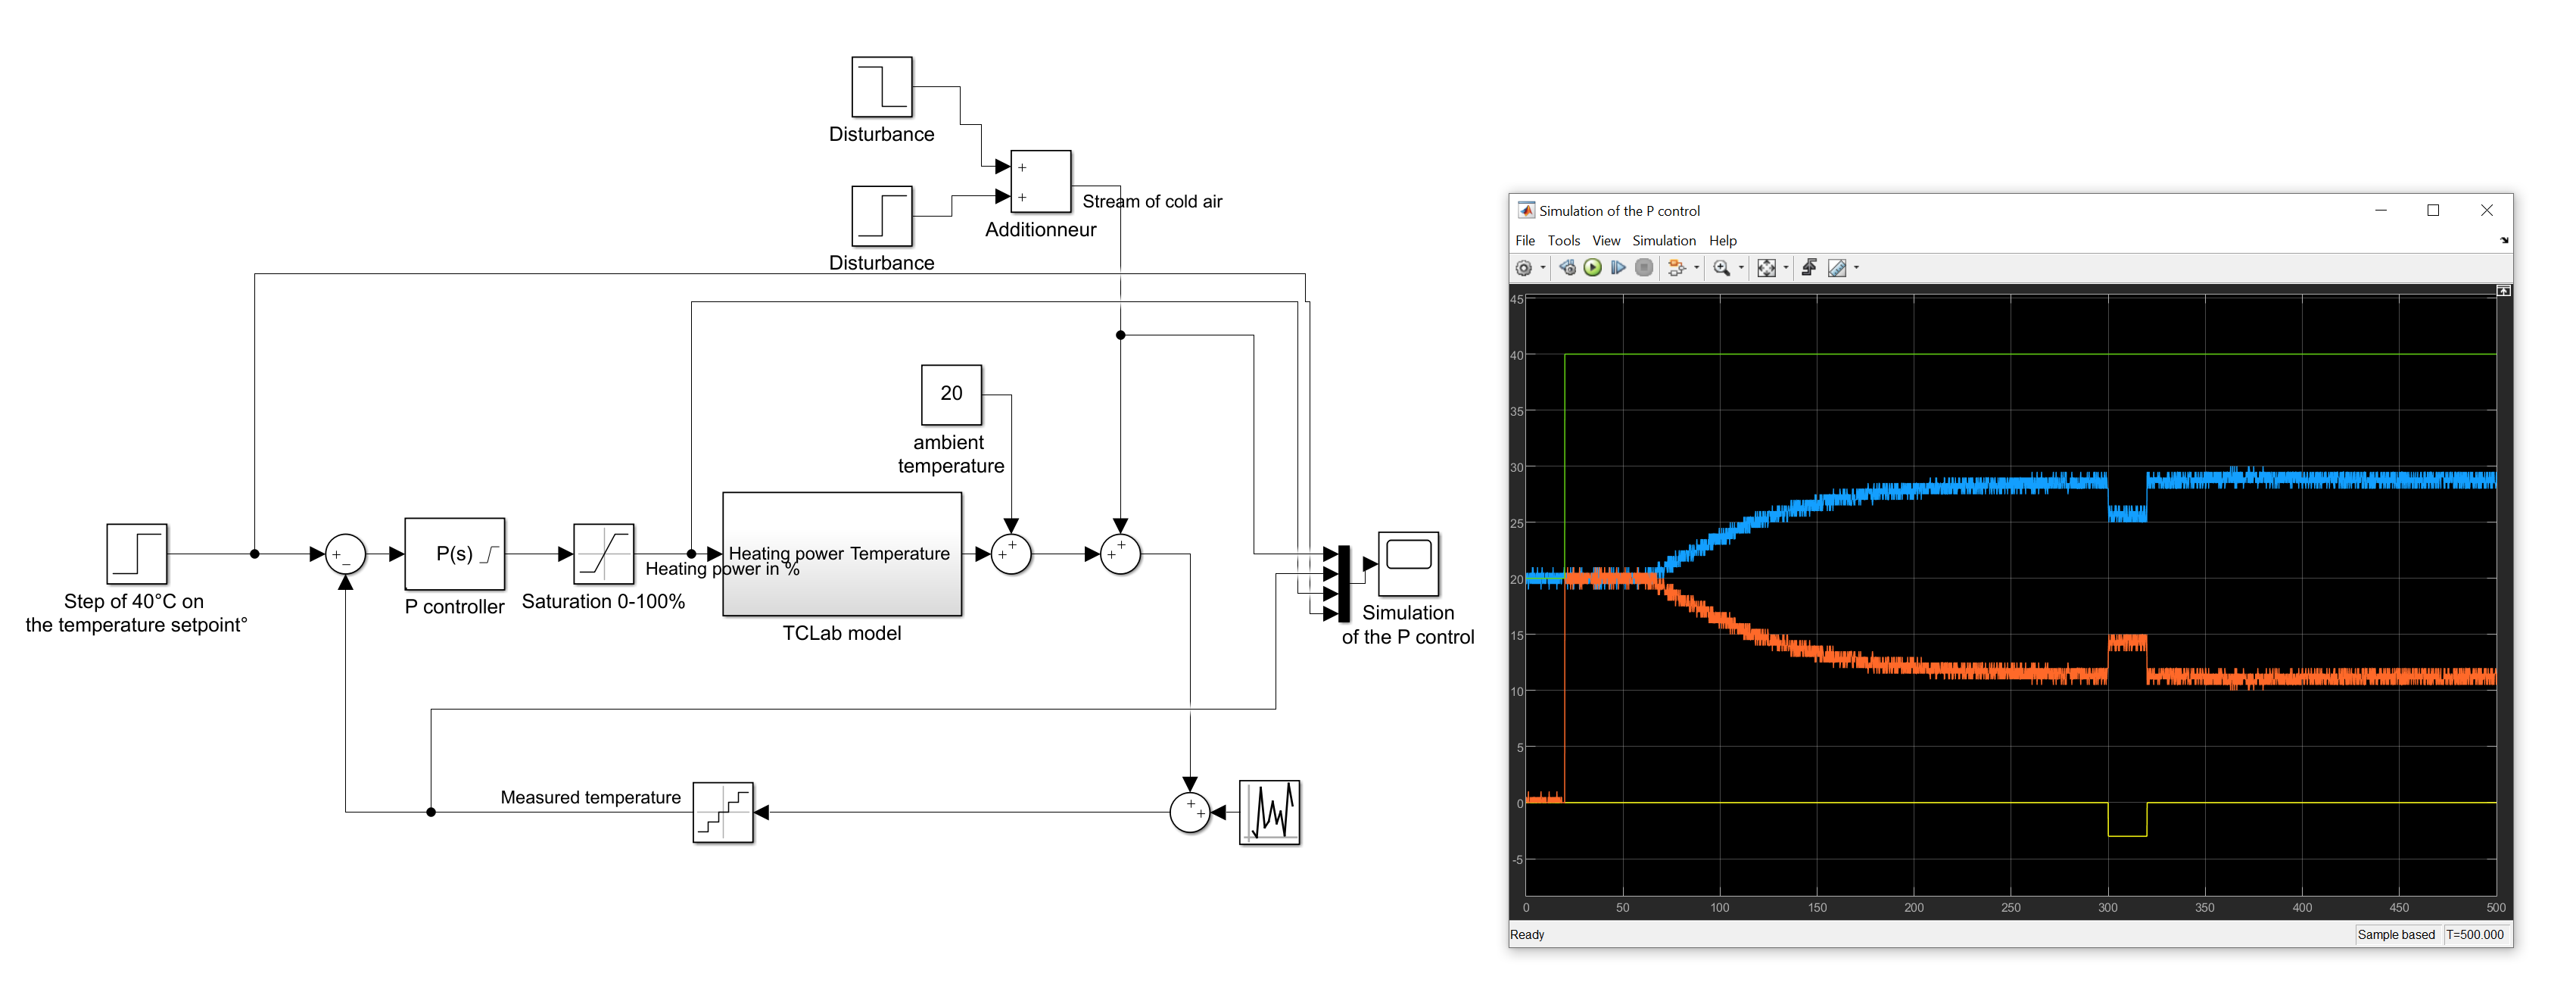 Disturbance
+
+
Stream of cold air
Additionneur
Disturbance
20
ambient
temperature
+
+
+
+
+
−
P(s)
Heating power Temperature
Heating power in %
Step of 40°C on
the temperature setpoint°
P controller
Saturation 0-100%
TCLab model
Simulation
of the P control
Measured temperature
+
+
Simulation of the P control
File Tools View Simulation Help
45
40
35
30
25
20
15
10
5
0
-5
0 50 100 150 200 250 300 350 400 450 500
Ready
Sample based T=500.000